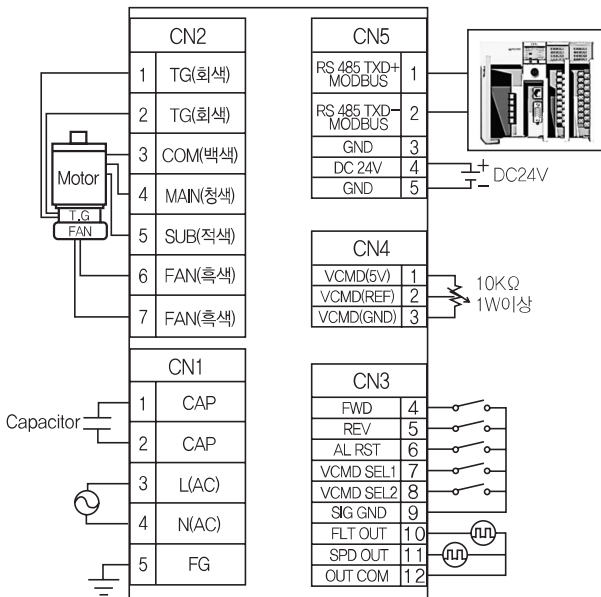 CN2
1 TG(회색)
2 TG(회색)
3 COM(백색)
4 MAIN(청색)
5 SUB(적색)
6 FAN(흑색)
7 FAN(흑색)
Motor
T.G
FAN
CN1
1 CAP
2 CAP
3 L(AC)
4 N(AC)
5 FG
Capacitor
CN5
RS 485 TXD+
MODBUS 1
RS 485 TXD-
MODBUS 2
GND 3
DC 24V 4
GND 5
+
DC24V
-
CN4
VCMD(5V) 1
VCMD(REF) 2
VCMD(GND) 3
10KΩ
1W이상
CN3
FWD 4
REV 5
AL RST 6
VCMD SEL1 7
VCMD SEL2 8
SIG GND 9
FLT OUT 10
SPD OUT 11
OUT COM 12